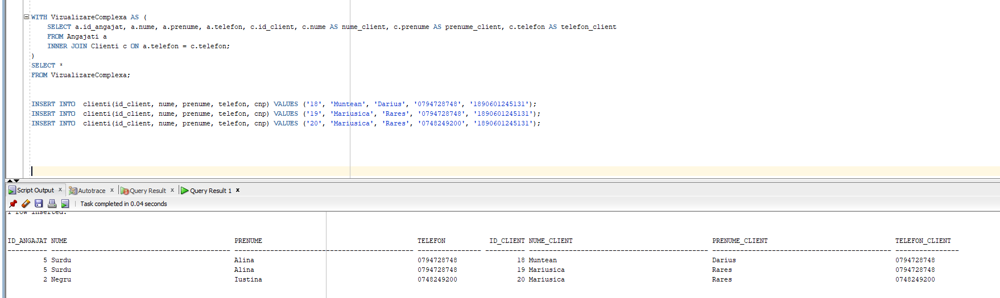 WITH VizualizareComplexa AS (
SELECT a.id_angajat, a.nume, a.prenume, a.telefon, c.id_client, c.nume AS nume_client, c.prenume AS prenume_client, c.telefon AS telefon_client
FROM Angajati a
INNER JOIN Clienti c ON a.telefon = c.telefon;
)
SELECT *
FROM VizualizareComplexa;
INSERT INTO  clienti(id_client, nume, prenume, telefon, cnp) VALUES ('18', 'Muntean', 'Darius', '0794728748', '1890601245131');
INSERT INTO  clienti(id_client, nume, prenume, telefon, cnp) VALUES ('19', 'Mariusica', 'Rares', '0794728748', '1890601245131');
INSERT INTO  clienti(id_client, nume, prenume, telefon, cnp) VALUES ('20', 'Mariusica', 'Rares', '0748249200', '1890601245131');
Script Output x Autotrace x Query Result x Query Result 1 x
Task completed in 0.04 seconds
1 row inserted.
ID_ANGAJAT NUME PRENUME TELEFON ID_CLIENT NUME_CLIENT PRENUME_CLIENT TELEFON_CLIENT
5 Surdu Alina 0794728748 18 Muntean Darius 0794728748
5 Surdu Alina 0794728748 19 Mariusica Rares 0794728748
2 Negru Iustina 0748249200 20 Mariusica Rares 0748249200